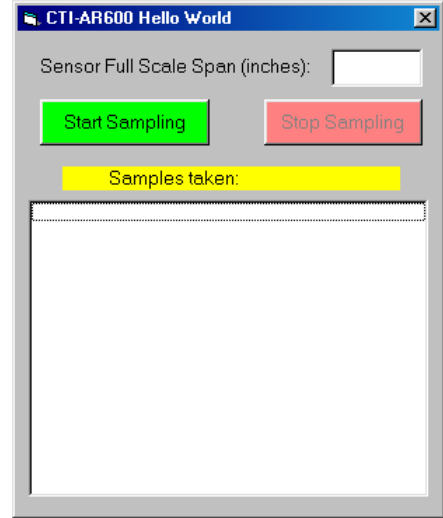 CTI-AR600 Hello World
Sensor Full Scale Span (inches):
Start Sampling Stop Sampling
Samples taken: